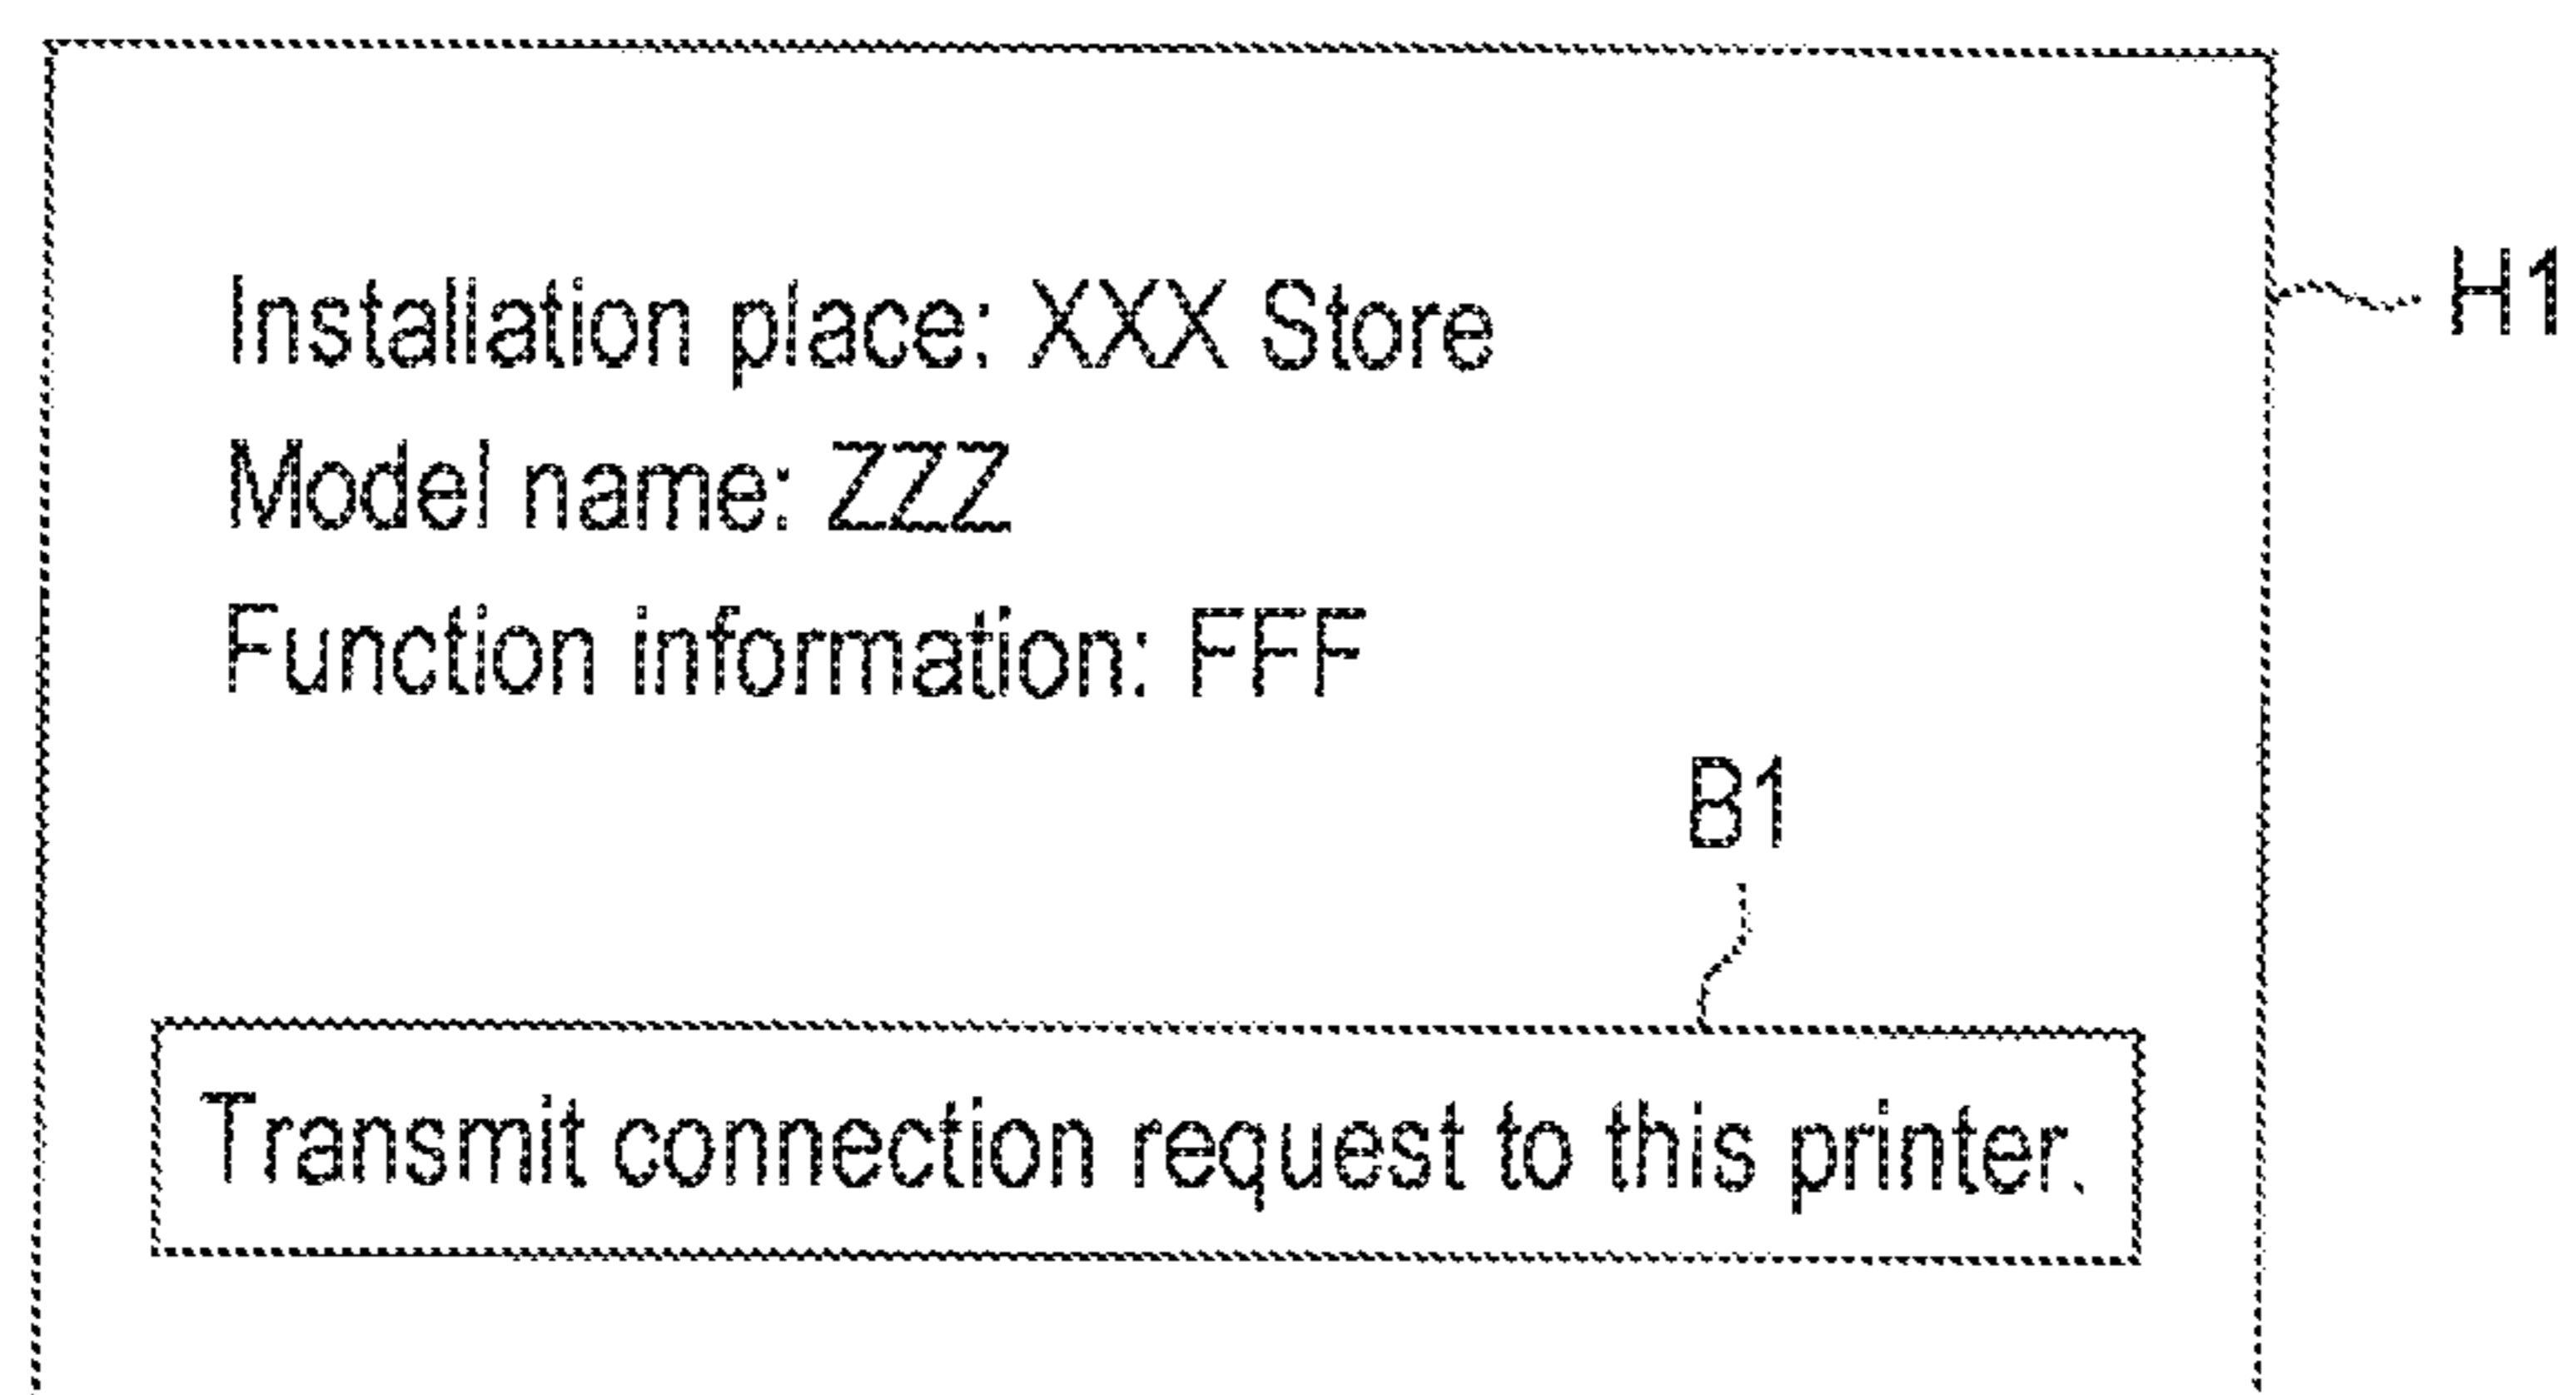 Installation place: XXX Store
H1
Model name: ZZZ
Function information: FFF
B1
Transmit connection request to this printer.